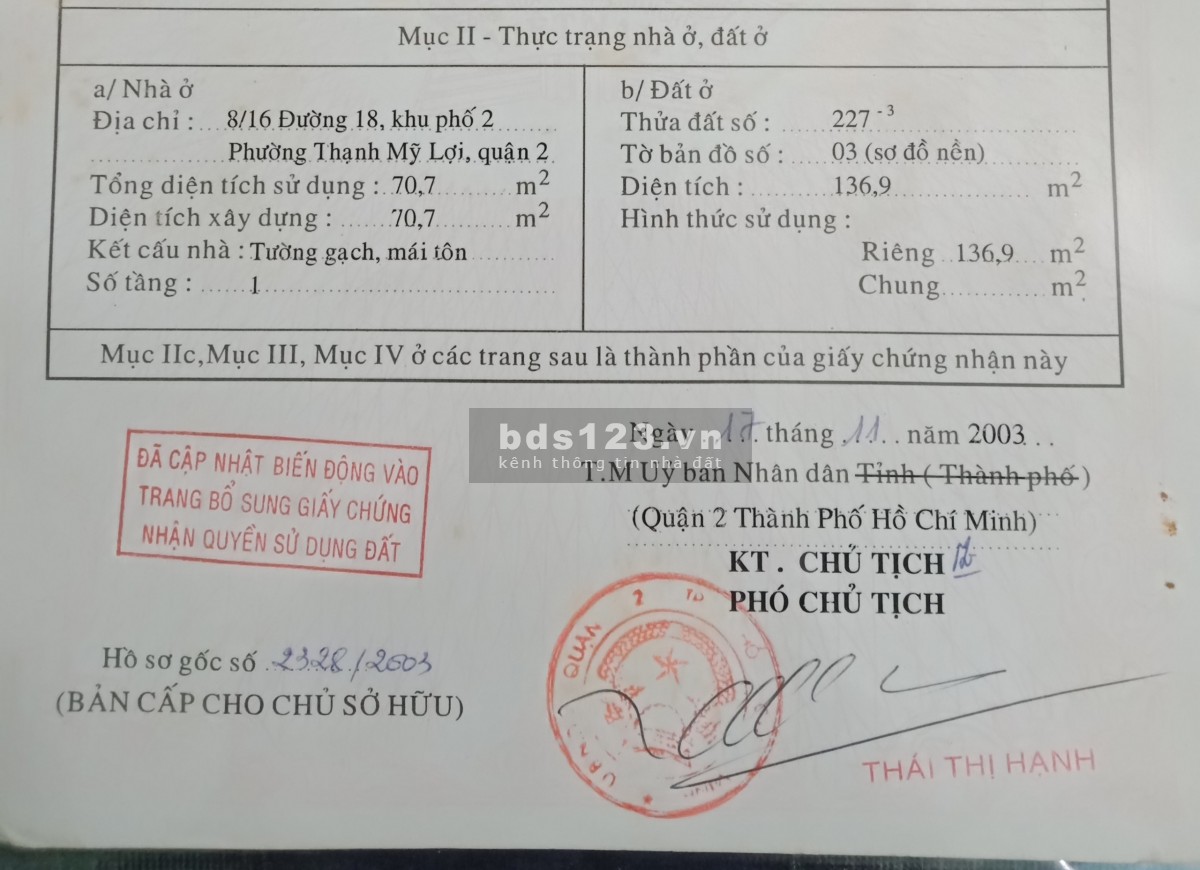 Mục II - Thực trạng nhà ở, đất ở
a/ Nhà ở
Địa chỉ : 8/16 Đường 18, khu phố 2
Phường Thạnh Mỹ Lợi, quận 2
Tổng diện tích sử dụng : 70,7 m²
Diện tích xây dựng : 70,7 m²
Kết cấu nhà : Tường gạch, mái tôn
Số tầng : 1
b/ Đất ở
Thửa đất số : 227 -3
Tờ bản đồ số : 03 (sơ đồ nền)
Diện tích : 136,9 m²
Hình thức sử dụng :
Riêng 136,9 m²
Chung m²
Mục IIc,Mục III, Mục IV ở các trang sau là thành phần của giấy chứng nhận này
Ngày 17 tháng 11 năm 2003
bds123.vn
kênh thông tin nhà đất
T.M Uỷ ban Nhân dân Tỉnh ( Thành phố )
(Quận 2 Thành Phố Hồ Chí Minh)
KT . CHỦ TỊCH
PHÓ CHỦ TỊCH
ĐÃ CẬP NHẬT BIẾN ĐỘNG VÀO
TRANG BỔ SUNG GIẤY CHỨNG
NHẬN QUYỀN SỬ DỤNG ĐẤT
Hồ sơ gốc số 2328/2003
(BẢN CẤP CHO CHỦ SỞ HỮU)
QUẬN 2
THÁI THỊ HẠNH